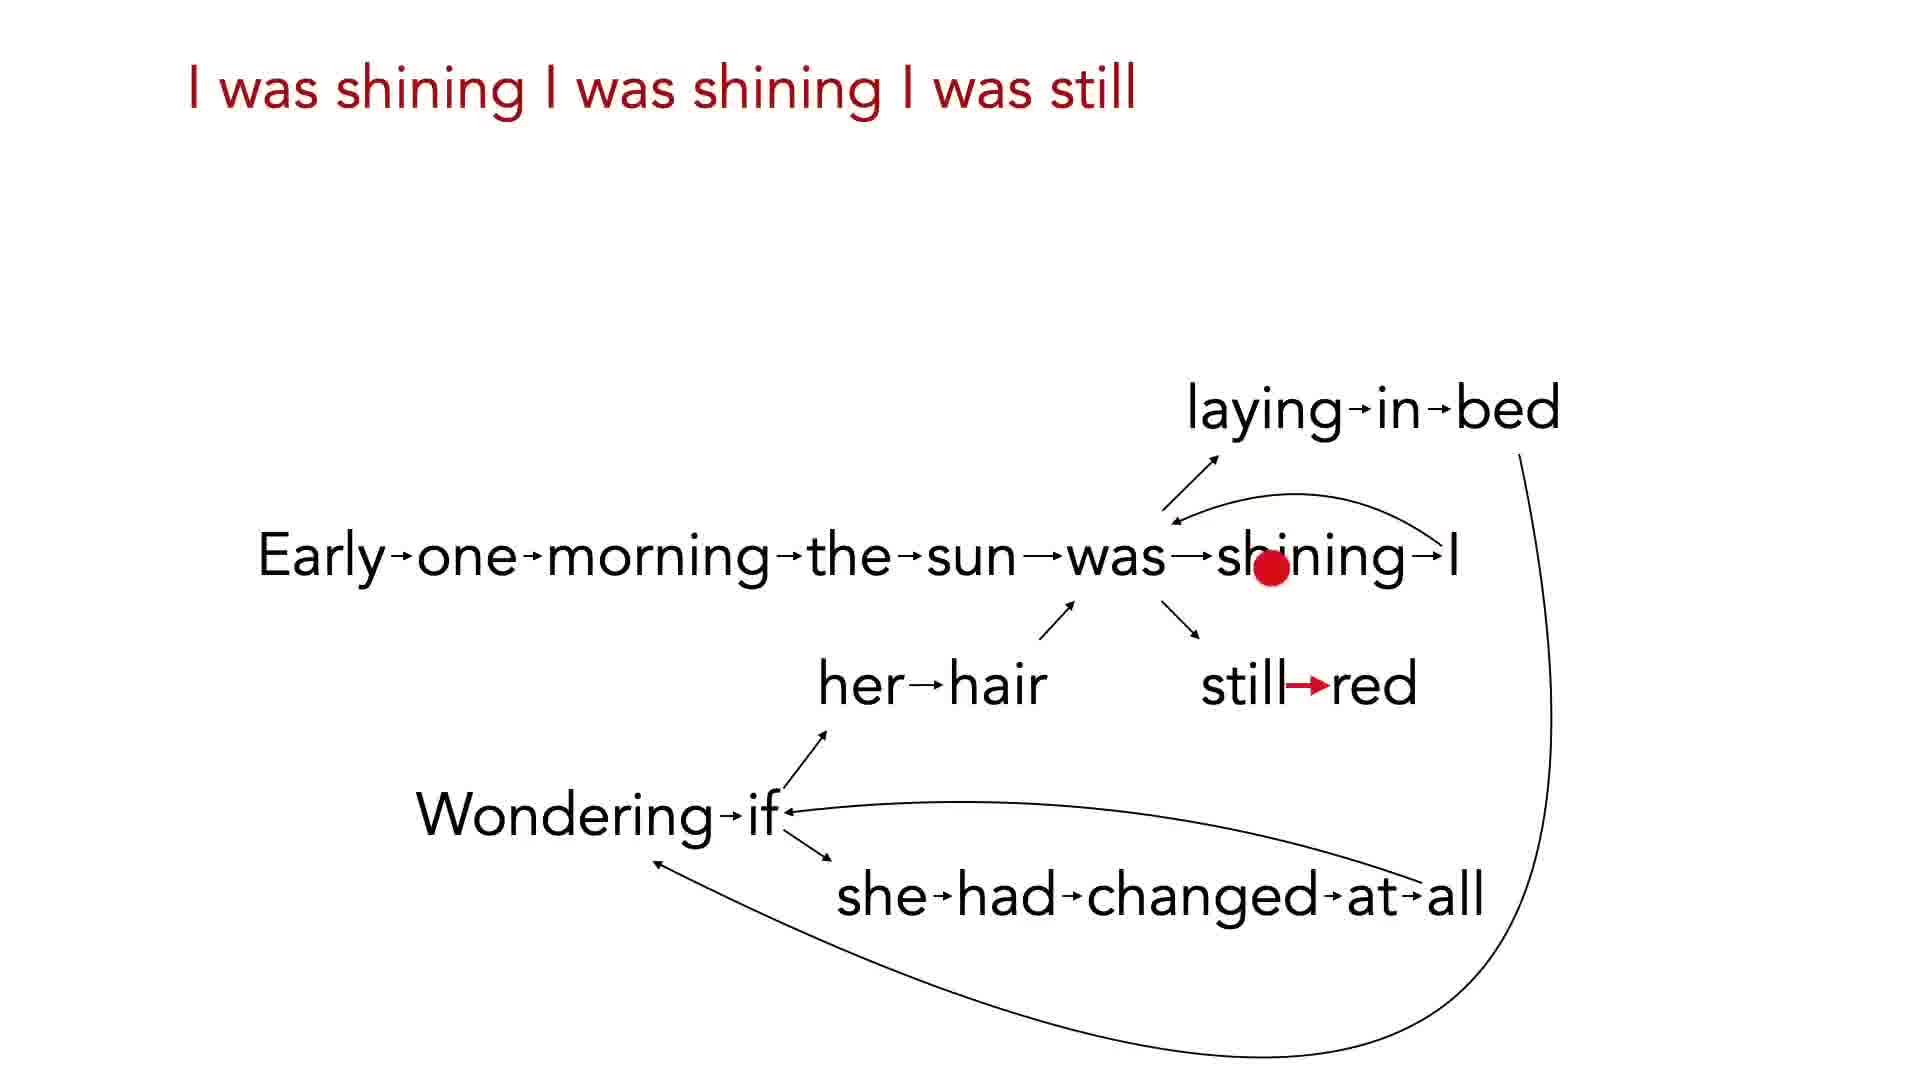 I was shining I was shining I was still
laying in bed
Early one morning the sun was shining I
her hair still red
Wondering if
she had changed at all